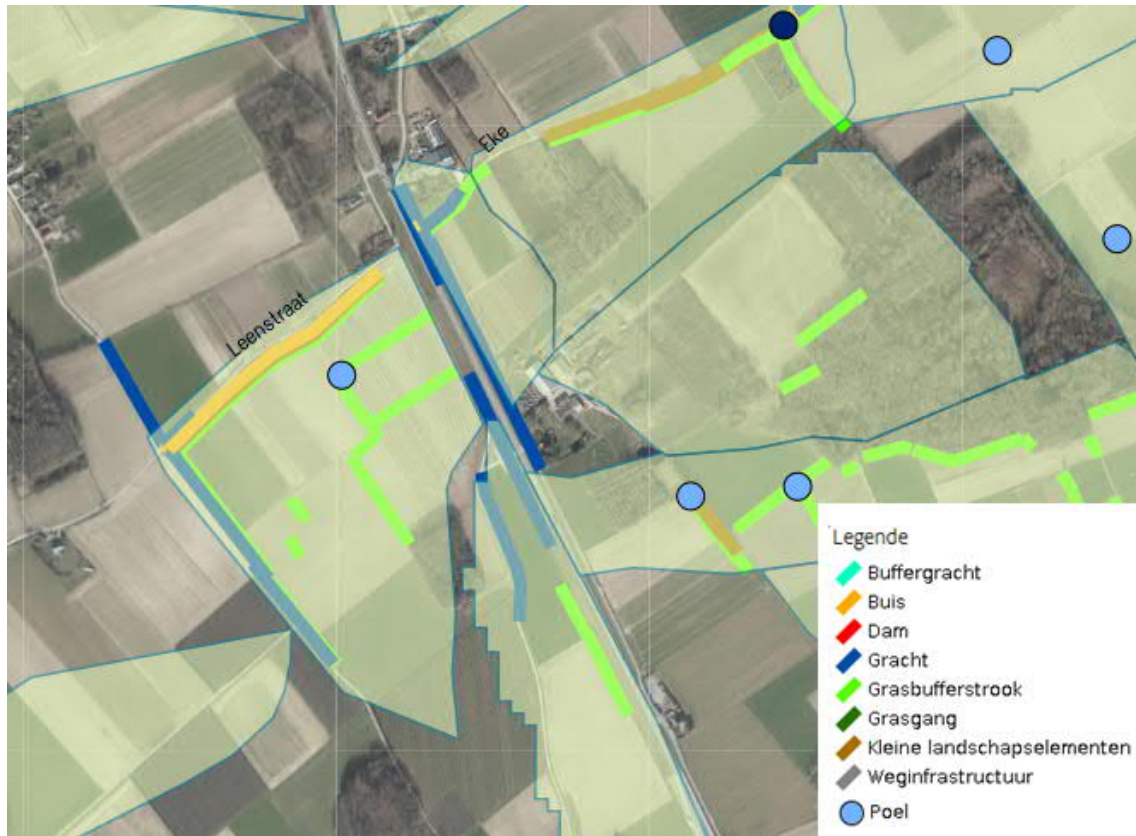 Eke
Leenstraat
Legende
Buffergracht
Buis
Dam
Gracht
Grasbufferstrook
Grasgang
Kleine landschapselementen
Weginfrastructuur
Poel